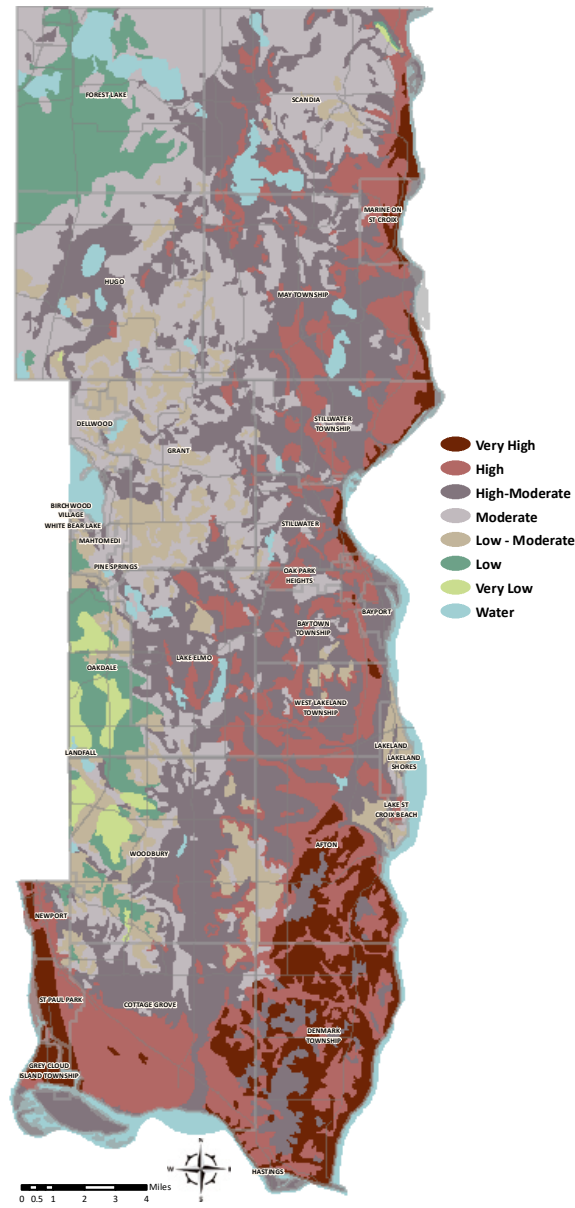 FOREST LAKE
SCANDIA
MARINE ON
ST CROIX
HUGO
MAY TOWNSHIP
DELLWOOD
STILLWATER
TOWNSHIP
GRANT
Very High
High
High-Moderate
Moderate
Low - Moderate
Low
Very Low
Water
BIRCHWOOD
VILLAGE
WHITE BEAR LAKE
MAHTOMEDI
STILLWATER
PINE SPRINGS
OAK PARK
HEIGHTS
BAYPORT
BAYTOWN
TOWNSHIP
LAKE ELMO
OAKDALE
WEST LAKELAND
TOWNSHIP
LANDFALL
LAKELAND
LAKELAND
SHORES
LAKE ST
CROIX BEACH
AFTON
WOODBURY
NEWPORT
ST PAUL PARK
COTTAGE GROVE
DENMARK
TOWNSHIP
GREY CLOUD
ISLAND TOWNSHIP
HASTINGS
N
W
E
S
Miles
0 0.5 1 2 3 4